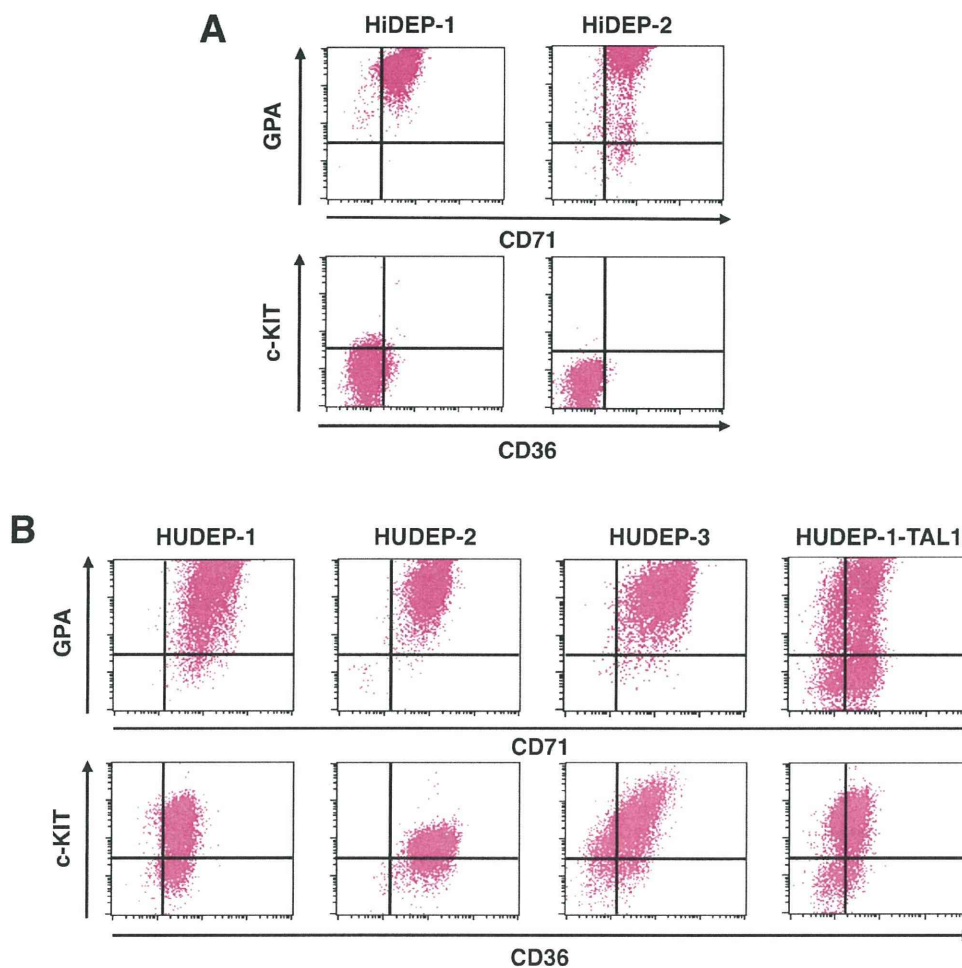 A
HiDEP-1 HiDEP-2
GPA
CD71
c-KIT
CD36
B
HUDEP-1 HUDEP-2 HUDEP-3 HUDEP-1-TAL1
GPA
CD71
c-KIT
CD36